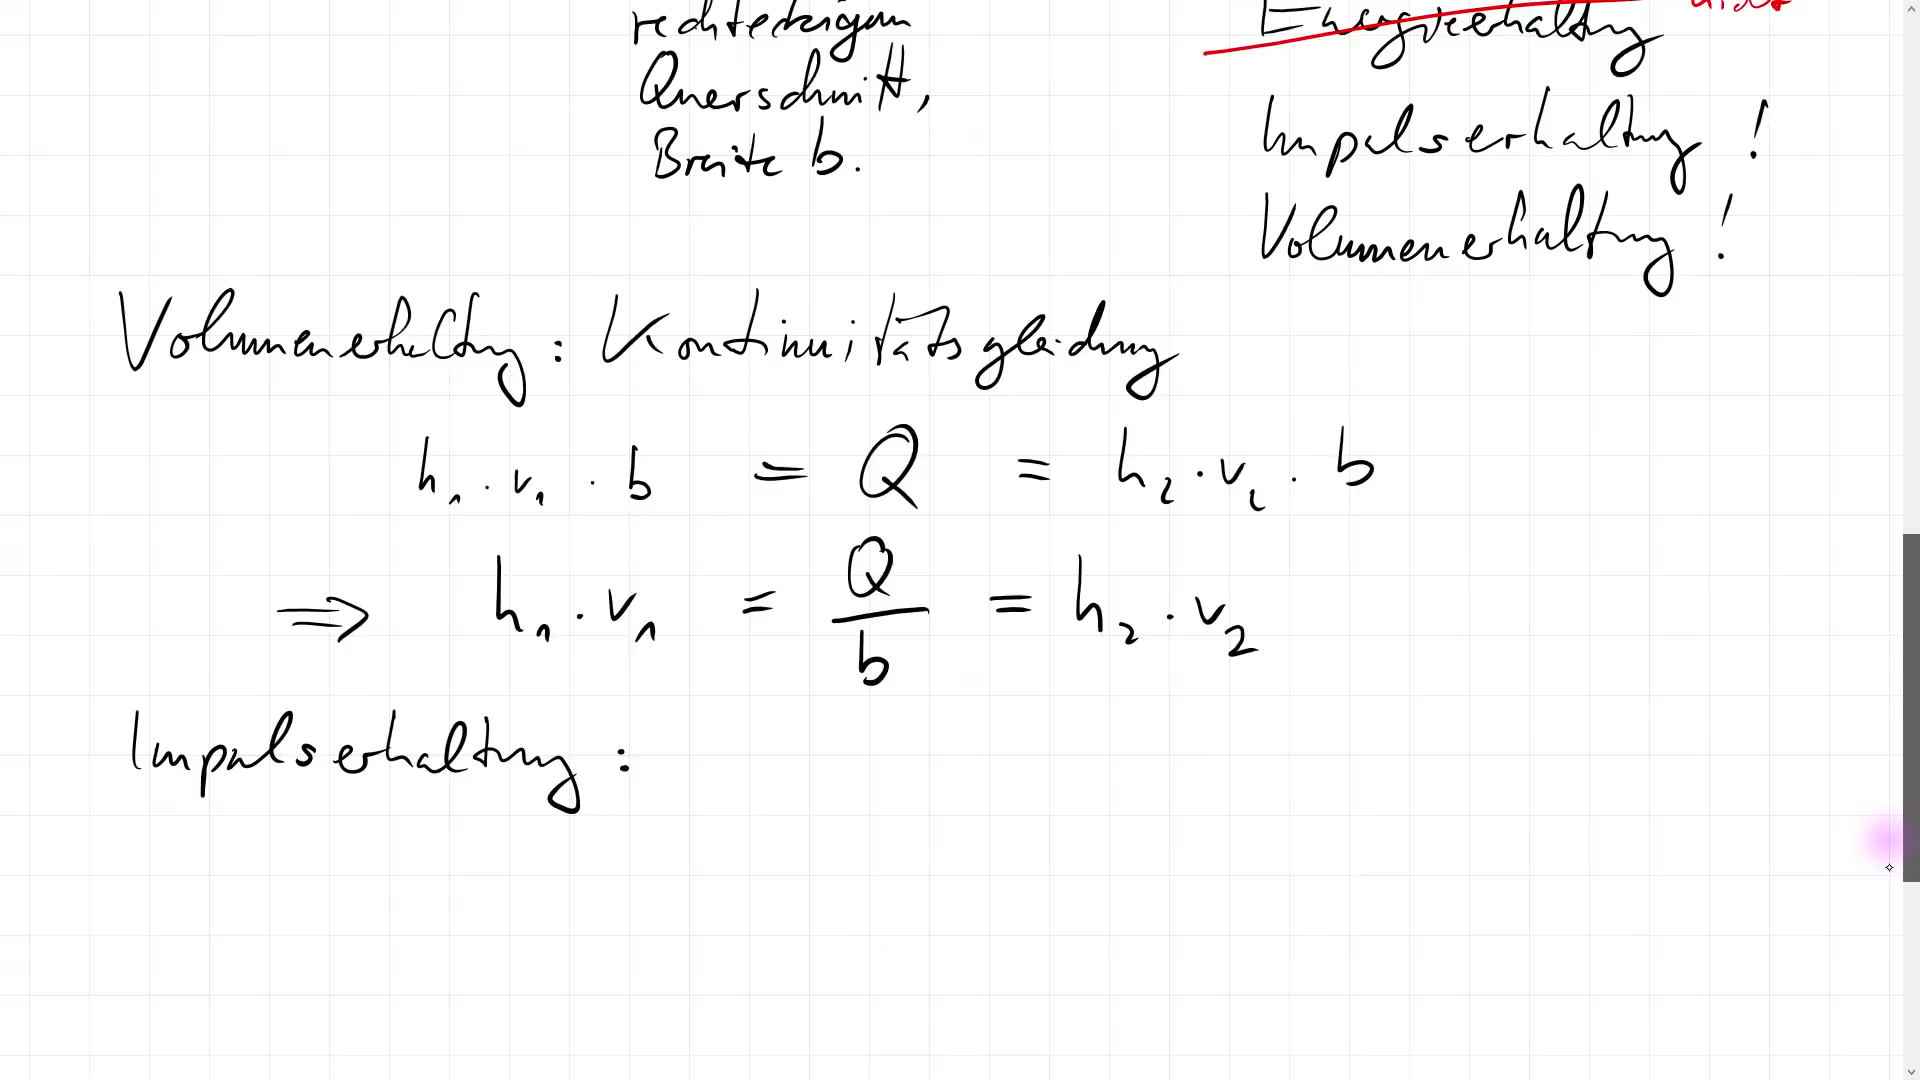 rechteckigem
Querschnitt,
Breite b.
Energieerhaltung
Impulserhaltung !
Volumenerhaltung !
Volumenerhaltung : Kontinuitätsgleichung
h₁ · v₁ · b = Q = h₂ · v₂ · b
⇒ h₁ · v₁ = Q/b = h₂ · v₂
Impulserhaltung :